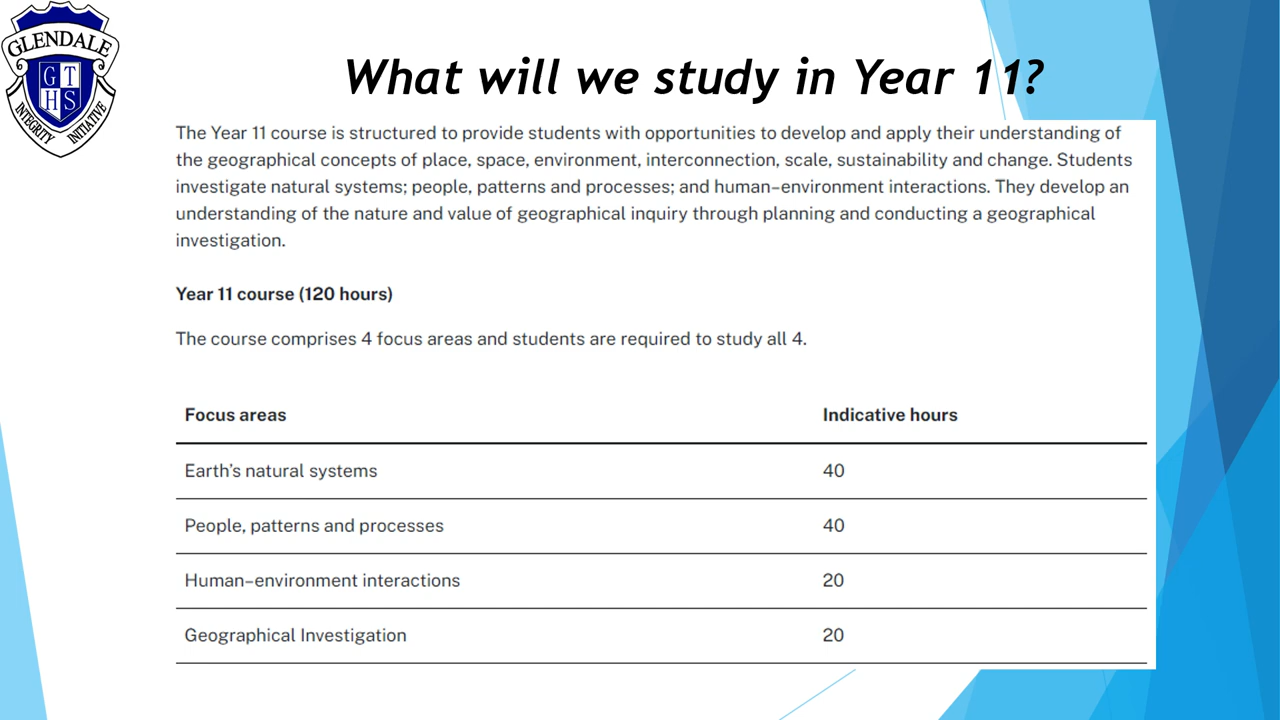 GLENDALE
G T
H S
INTEGRITY INITIATIVE
What will we study in Year 11?
The Year 11 course is structured to provide students with opportunities to develop and apply their understanding of
the geographical concepts of place, space, environment, interconnection, scale, sustainability and change. Students
investigate natural systems; people, patterns and processes; and human–environment interactions. They develop an
understanding of the nature and value of geographical inquiry through planning and conducting a geographical
investigation.
Year 11 course (120 hours)
The course comprises 4 focus areas and students are required to study all 4.
Focus areas Indicative hours
Earth's natural systems 40
People, patterns and processes 40
Human–environment interactions 20
Geographical Investigation 20